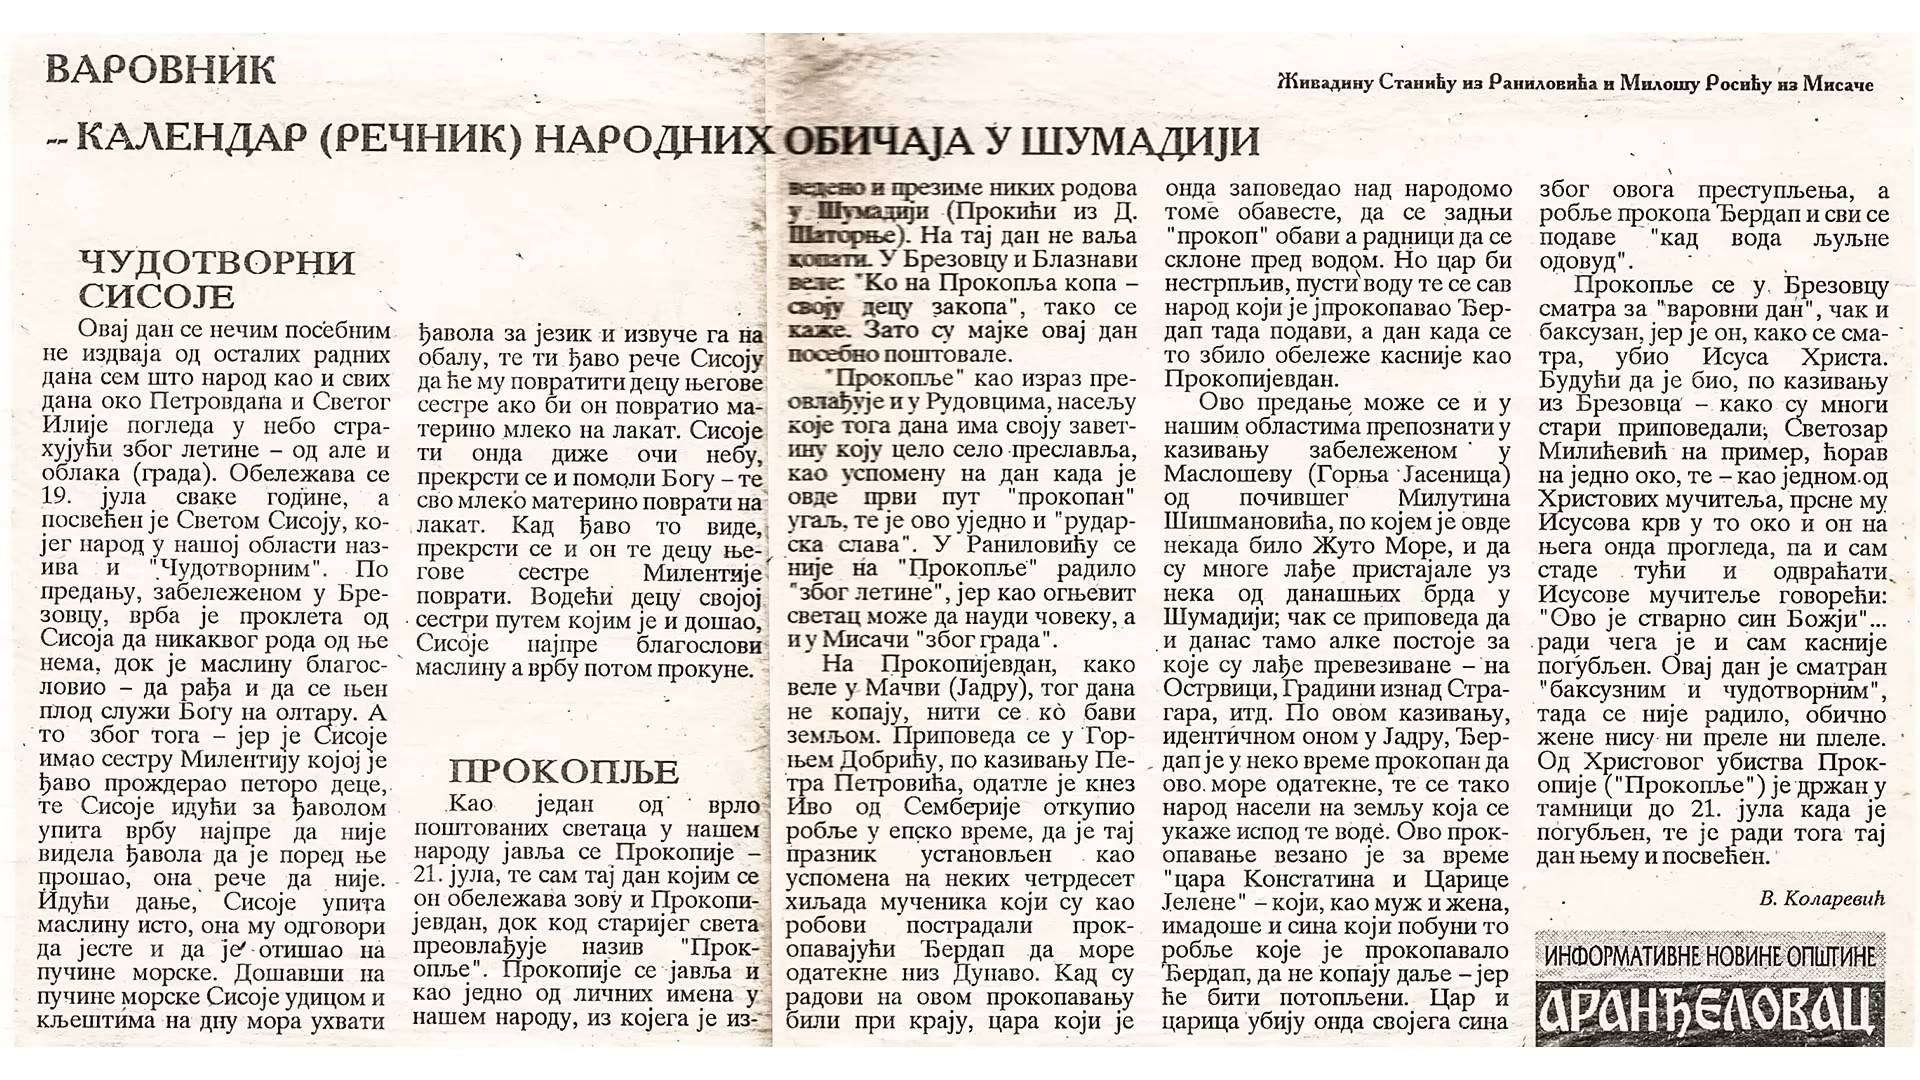 ВАРОВНИК
Живадину Станићу из Раниловића и Милошу Росићу из Мисаче
-- КАЛЕНДАР (РЕЧНИК) НАРОДНИХ ОБИЧАЈА У ШУМАДИЈИ
ЧУДОТВОРНИ
СИСОЈЕ
Овај дан се нечим посебним
не издваја од осталих радних
дана сем што народ као и свих
дана око Петровдана и Светог
Илије погледа у небо стра-
хујући због летине – од але и
облака (града). Обележава се
19. јула сваке године, а
посвећен је Светом Сисоју, ко-
јег народ у нашој области наз-
ива и "Чудотворним". По
предању, забележеном у Бре-
зовцу, врба је проклета од
Сисоја да никаквог рода од ње
нема, док је маслину благос-
ловио – да рађа и да се њен
плод служи Богу на олтару. А
то због тога – јер је Сисоје
имао сестру Милентију којој је
ђаво прождерао петоро деце,
те Сисоје идући за ђаволом
упита врбу најпре да није
видела ђавола да је поред ње
прошао, она рече да није.
Идући дање, Сисоје упита
маслину исто, она му одговори
да јесте и да је отишао на
пучине морске. Дошавши на
пучине морске Сисоје удицом и
кљештима на дну мора ухвати
ђавола за језик и извуче га на
обалу, те ти ђаво рече Сисоју
да ће му повратити децу његове
сестре ако би он повратио ма-
терино млеко на лакат. Сисоје
ти онда диже очи небу,
прекрсти се и помоли Богу – те
сво млеко материно поврати на
лакат. Кад ђаво то виде,
прекрсти се и он те децу ње-
гове сестре Милентије
поврати. Водећи децу својој
сестри путем којим је и дошао,
Сисоје најпре благослови
маслину а врбу потом прокуне.
ПРОКОПЉЕ
Као један од врло
поштованих светаца у нашем
народу јавља се Прокопије –
21. јула, те сам тај дан којим се
он обележава зову и Прокопи-
јевдан, док код старијег света
преовлађује назив "Прок-
опље". Прокопије се јавља и
као једно од личних имена у
нашем народу, из којега је из-
ведено и презиме никих родова
у Шумадији (Прокићи из Д.
Шаторње). На тај дан не ваља
копати. У Брезовцу и Блазнави
веле: "Ко на Прокопља копа –
своју децу закопа", тако се
каже. Зато су мајке овај дан
посебно поштовале.
"Прокопље" као израз пре-
овлађује и у Рудовцима, насељу
које тога дана има своју завет-
ину коју цело село преславља,
као успомену на дан када је
овде први пут "прокопан"
угаљ, те је ово уједно и "рудар-
ска слава". У Раниловићу се
није на "Прокопље" радило
"због летине", јер као огњевит
светац може да науди човеку, а
и у Мисачи "због града".
На Прокопијевдан, како
веле у Мачви (Јадру), тог дана
не копају, нити се ко бави
земљом. Приповеда се у Гор-
њем Добрићу, по казивању Пе-
тра Петровића, одатле је кнез
Иво од Семберије откупио
робље у епско време, да је тај
празник установљен као
успомена на неких четрдесет
хиљада мученика који су као
робови пострадали прок-
опавајући Ђердап да море
одатекне низ Дунаво. Кад су
радови на овом прокопавању
били при крају, цара који је
онда заповедао над народомо
томе обавесте, да се задњи
"прокоп" обави а радници да се
склоне пред водом. Но цар би
нестрпљив, пусти воду те се сав
народ који је јпрокопавао Ђер-
дап тада подави, а дан када се
то збило обележе касније као
Прокопијевдан.
Ово предање може се и у
нашим областима препознати у
казивању забележеном у
Маслошеву (Горња Јасеница)
од почившег Милутина
Шишмановића, по којем је овде
некада било Жуто Море, и да
су многе лађе пристајале уз
нека од данашњих брда у
Шумадији; чак се приповеда да
и данас тамо алке постоје за
које су лађе превезиване – на
Острвици, Градини изнад Стра-
гара, итд. По овом казивању,
идентичном оном у Јадру, Ђер-
дап је у неко време прокопан да
ово море одатекне, те се тако
народ насели на земљу која се
укаже испод те воде. Ово прок-
опавање везано је за време
"цара Констатина и Царице
Јелене" – који, као муж и жена,
имадоше и сина који побуни то
робље које је прокопавало
Ђердап, да не копају даље – јер
ће бити потопљени. Цар и
царица убију онда својега сина
због овога преступљења, а
робље прокопа Ђердап и сви се
подаве "кад вода љуљне
одовуд".
Прокопље се у Брезовцу
сматра за "варовни дан", чак и
баксузан, јер је он, како се сма-
тра, убио Исуса Христа.
Будући да је био, по казивању
из Брезовца – како су многи
стари приповедали; Светозар
Милићевић на пример, ћорав
на једно око, те – као једном од
Христових мучитеља, прсне му
Исусова крв у то око и он на
њега онда прогледа, па и сам
стаде тући и одвраћати
Исусове мучитеље говорећи:
"Ово је стварно син Божји"...
ради чега је и сам касније
погубљен. Овај дан је сматран
"баксузним и чудотворним",
тада се није радило, обично
жене нису ни преле ни плеле.
Од Христовог убиства Прок-
опије ("Прокопље") је држан у
тамници до 21. јула када је
погубљен, те је ради тога тај
дан њему и посвећен.
В. Коларевић
ИНФОРМАТИВНЕ НОВИНЕ ОПШТИНЕ
АРАНЂЕЛОВАЦ